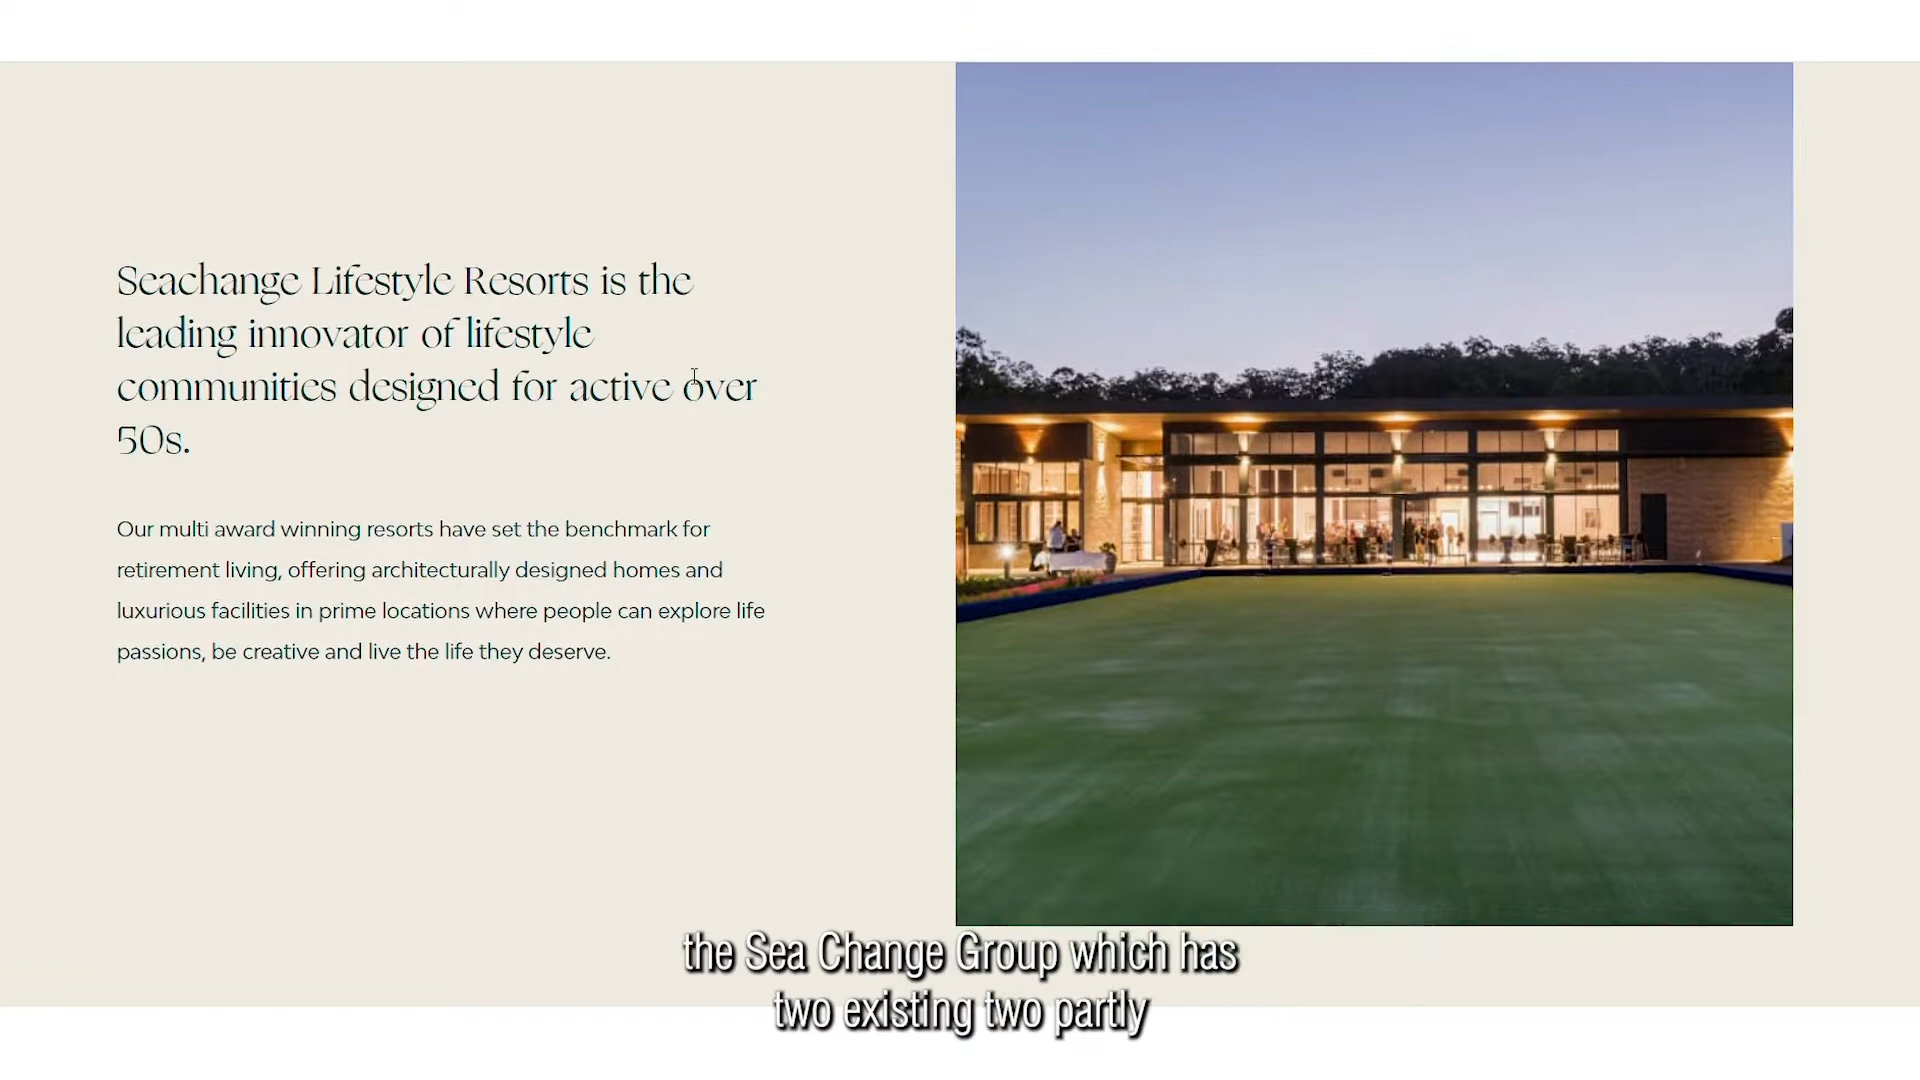 Seachange Lifestyle Resorts is the
leading innovator of lifestyle
communities designed for active over
50s.
Our multi award winning resorts have set the benchmark for
retirement living, offering architecturally designed homes and
luxurious facilities in prime locations where people can explore life
passions, be creative and live the life they deserve.
the Sea Change Group which has
two existing two partly